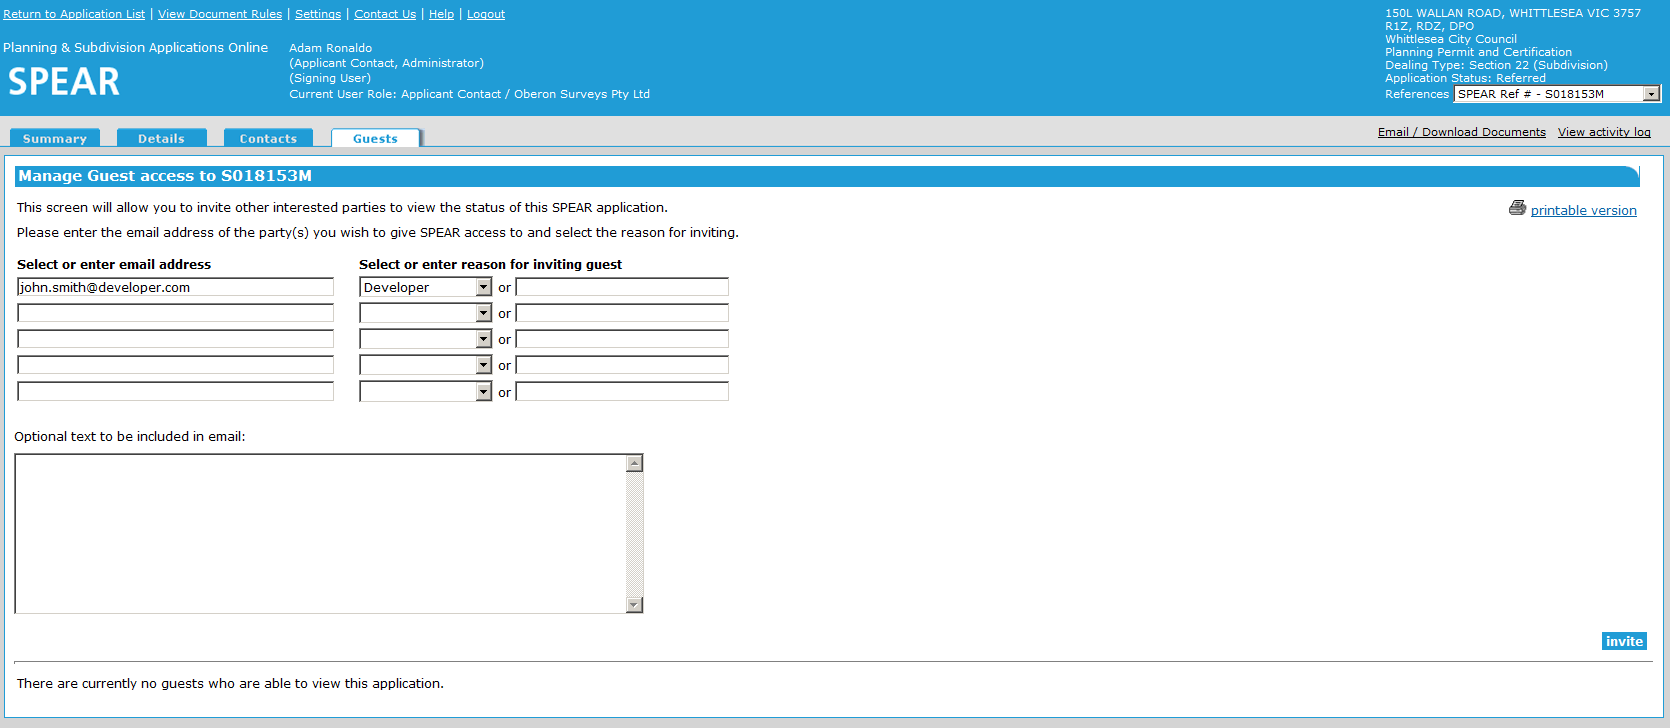 Return to Application List | View Document Rules | Settings | Contact Us | Help | Logout
Planning & Subdivision Applications Online
SPEAR
Adam Ronaldo
(Applicant Contact, Administrator)
(Signing User)
Current User Role: Applicant Contact / Oberon Surveys Pty Ltd
150L WALLAN ROAD, WHITTLESEA VIC 3757
R1Z, RDZ, DPO
Whittlesea City Council
Planning Permit and Certification
Dealing Type: Section 22 (Subdivision)
Application Status: Referred
References SPEAR Ref # - S018153M
Summary Details Contacts Guests
Email / Download Documents View activity log
Manage Guest access to S018153M
This screen will allow you to invite other interested parties to view the status of this SPEAR application.
printable version
Please enter the email address of the party(s) you wish to give SPEAR access to and select the reason for inviting.
Select or enter email address Select or enter reason for inviting guest
john.smith@developer.com Developer or
or
or
or
or
Optional text to be included in email:
invite
There are currently no guests who are able to view this application.